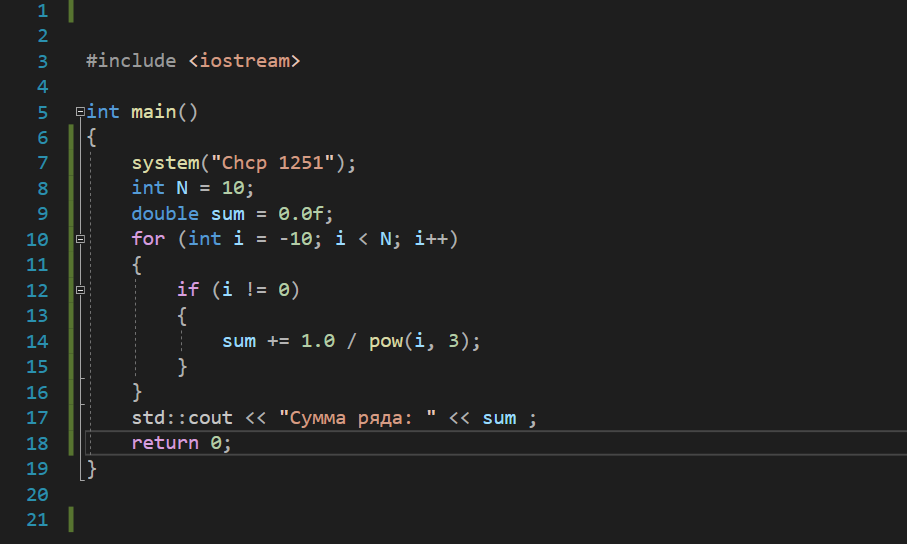 1
2
3 #include <iostream>
4
5 int main()
6 {
7 system("Chcp 1251");
8 int N = 10;
9 double sum = 0.0f;
10 for (int i = -10; i < N; i++)
11 {
12 if (i != 0)
13 {
14 sum += 1.0 / pow(i, 3);
15 }
16 }
17 std::cout << "Сумма ряда: " << sum ;
18 return 0;
19 }
20
21